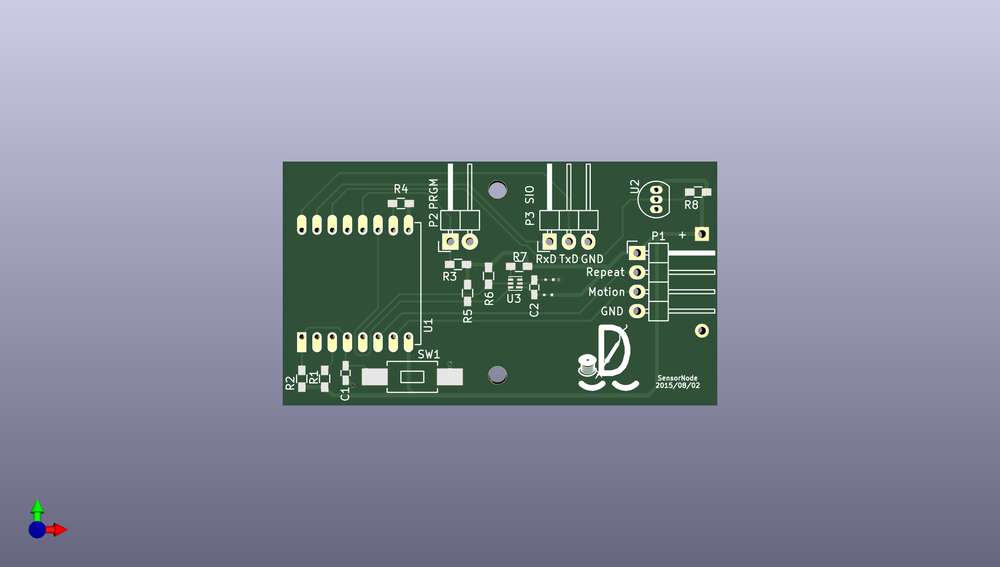 R4
P2 PRGM
P3 SIO
U2
R8
P1 +
RxD TxD GND
R7
R3
Repeat
R6
U3
C2
Motion
R5
GND
U1
SW1
R2
R1
C1
D
SensorNode
2015/08/02